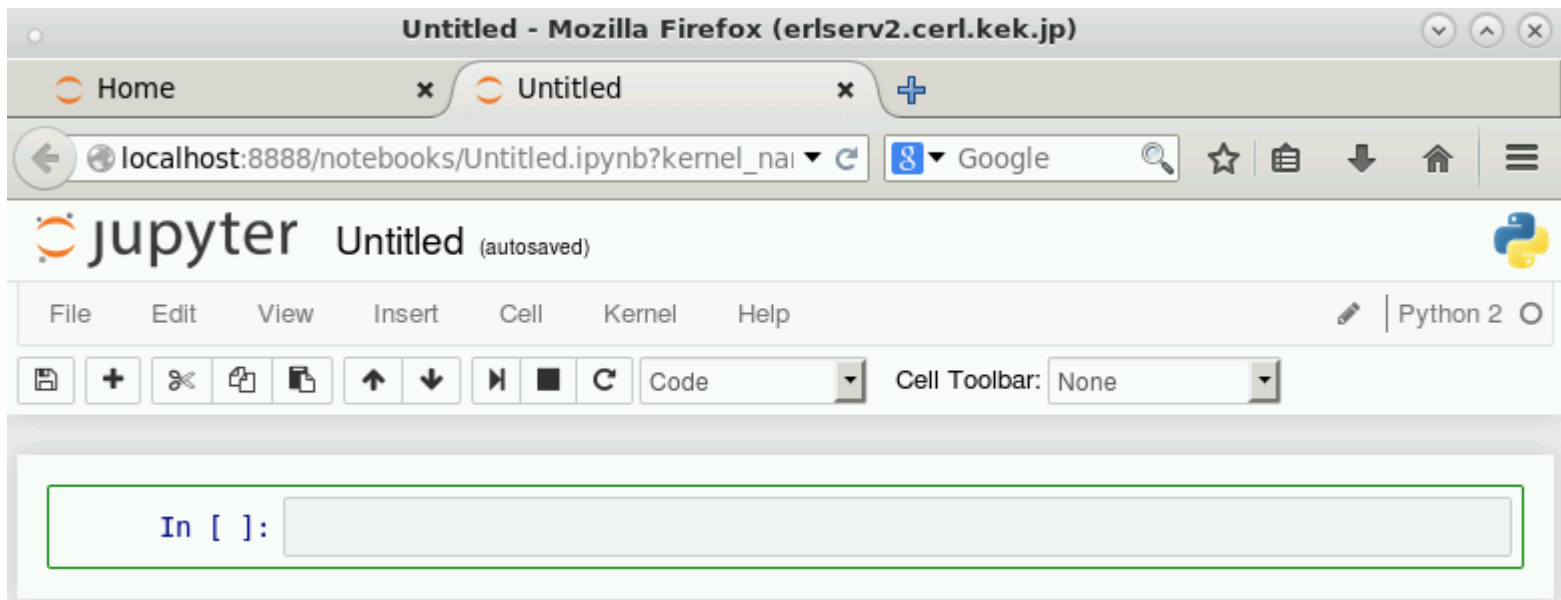 Untitled - Mozilla Firefox (erlserv2.cerl.kek.jp)
Home Untitled
localhost:8888/notebooks/Untitled.ipynb?kernel_nai 8 Google
jupyter Untitled (autosaved)
File Edit View Insert Cell Kernel Help Python 2
Code Cell Toolbar: None
In [ ]: